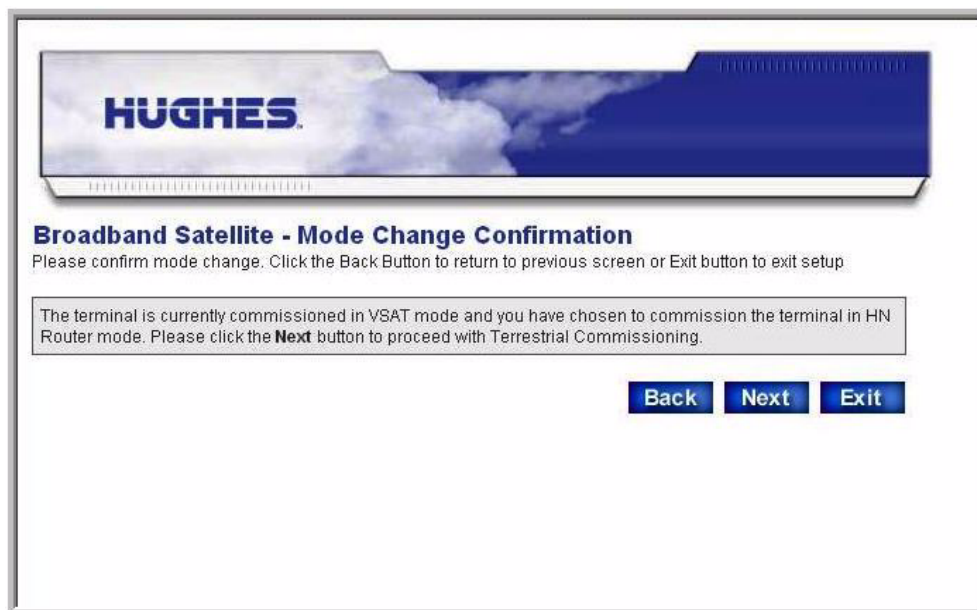 HUGHES
Broadband Satellite - Mode Change Confirmation
Please confirm mode change. Click the Back Button to return to previous screen or Exit button to exit setup
The terminal is currently commissioned in VSAT mode and you have chosen to commission the terminal in HN
Router mode. Please click the Next button to proceed with Terrestrial Commissioning.
Back Next Exit